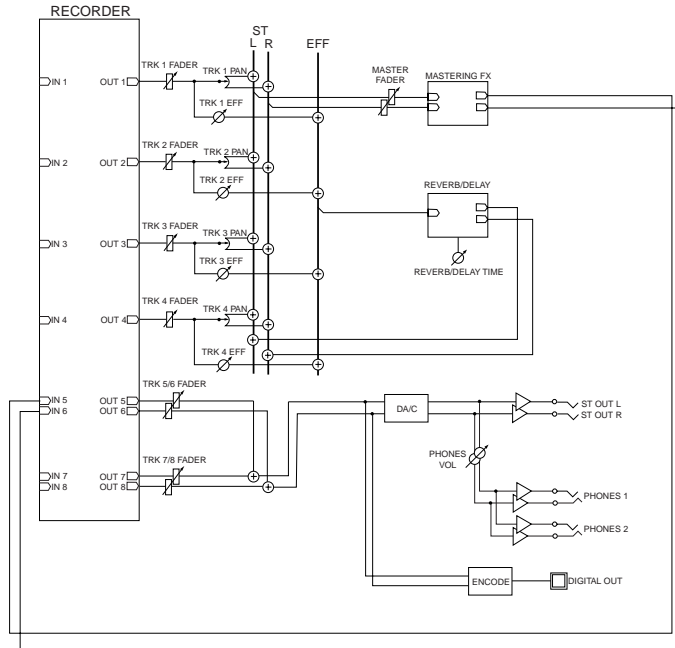 RECORDER
ST
L R EFF
TRK 1 FADER
TRK 1 PAN
MASTER
FADER
MASTERING FX
IN 1 OUT 1
TRK 1 EFF
TRK 2 FADER
TRK 2 PAN
IN 2 OUT 2
TRK 2 EFF
REVERB/DELAY
TRK 3 FADER
TRK 3 PAN
IN 3 OUT 3
TRK 3 EFF
REVERB/DELAY TIME
TRK 4 FADER
TRK 4 PAN
IN 4 OUT 4
TRK 4 EFF
TRK 5/6 FADER
IN 5 OUT 5
IN 6 OUT 6
DA/C
ST OUT L
ST OUT R
TRK 7/8 FADER
PHONES
VOL
IN 7 OUT 7
IN 8 OUT 8
PHONES 1
PHONES 2
ENCODE
DIGITAL OUT